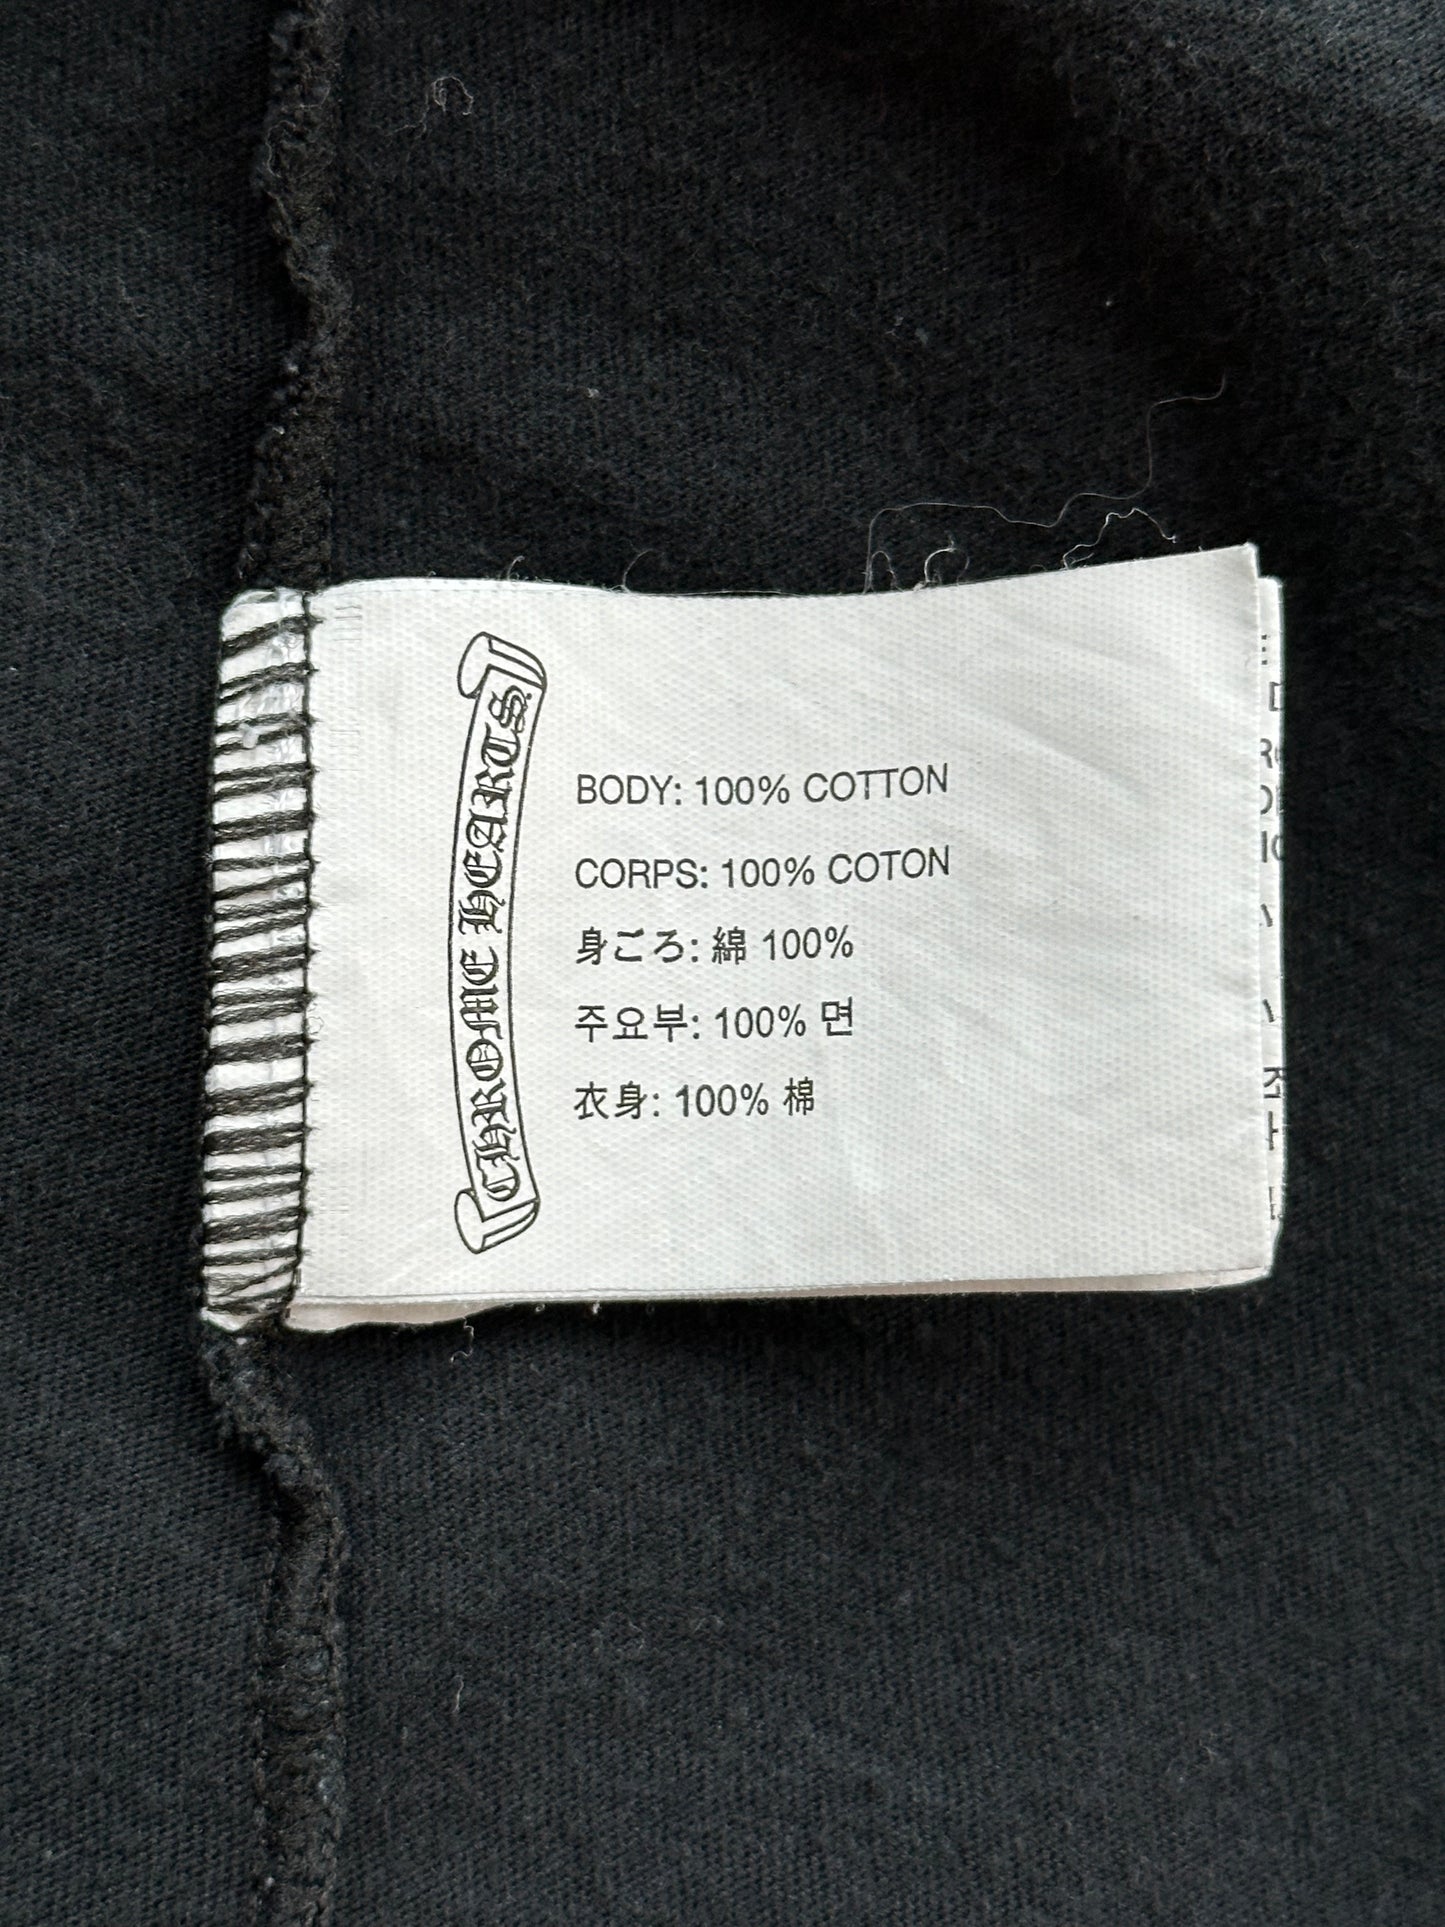 CHROME HEARTS
BODY: 100% COTTON
CORPS: 100% COTON
身ごろ: 綿 100%
주요부: 100% 면
衣身: 100% 棉